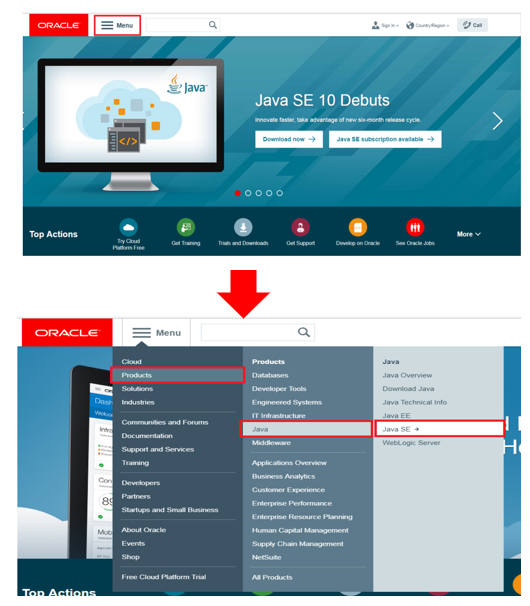 ORACLE
Menu
Sign In
Country/Region
Call
Java
Java SE 10 Debuts
Innovate faster, take advantage of new six-month release cycle.
Download now →
Java SE subscription available →
</>
Top Actions
Try Cloud
Platform Free
Get Training
Trials and Downloads
Get Support
Develop on Oracle
See Oracle Jobs
More
ORACLE
Menu
Cloud
Products
Solutions
Industries
Communities and Forums
Documentation
Support and Services
Training
Developers
Partners
Startups and Small Business
About Oracle
Events
Shop
Free Cloud Platform Trial
Products
Databases
Developer Tools
Engineered Systems
IT Infrastructure
Java
Middleware
Applications Overview
Business Analytics
Customer Experience
Enterprise Performance
Enterprise Resource Planning
Human Capital Management
Supply Chain Management
NetSuite
All Products
Java
Java Overview
Download Java
Java Technical Info
Java EE
Java SE →
WebLogic Server
Top Actions